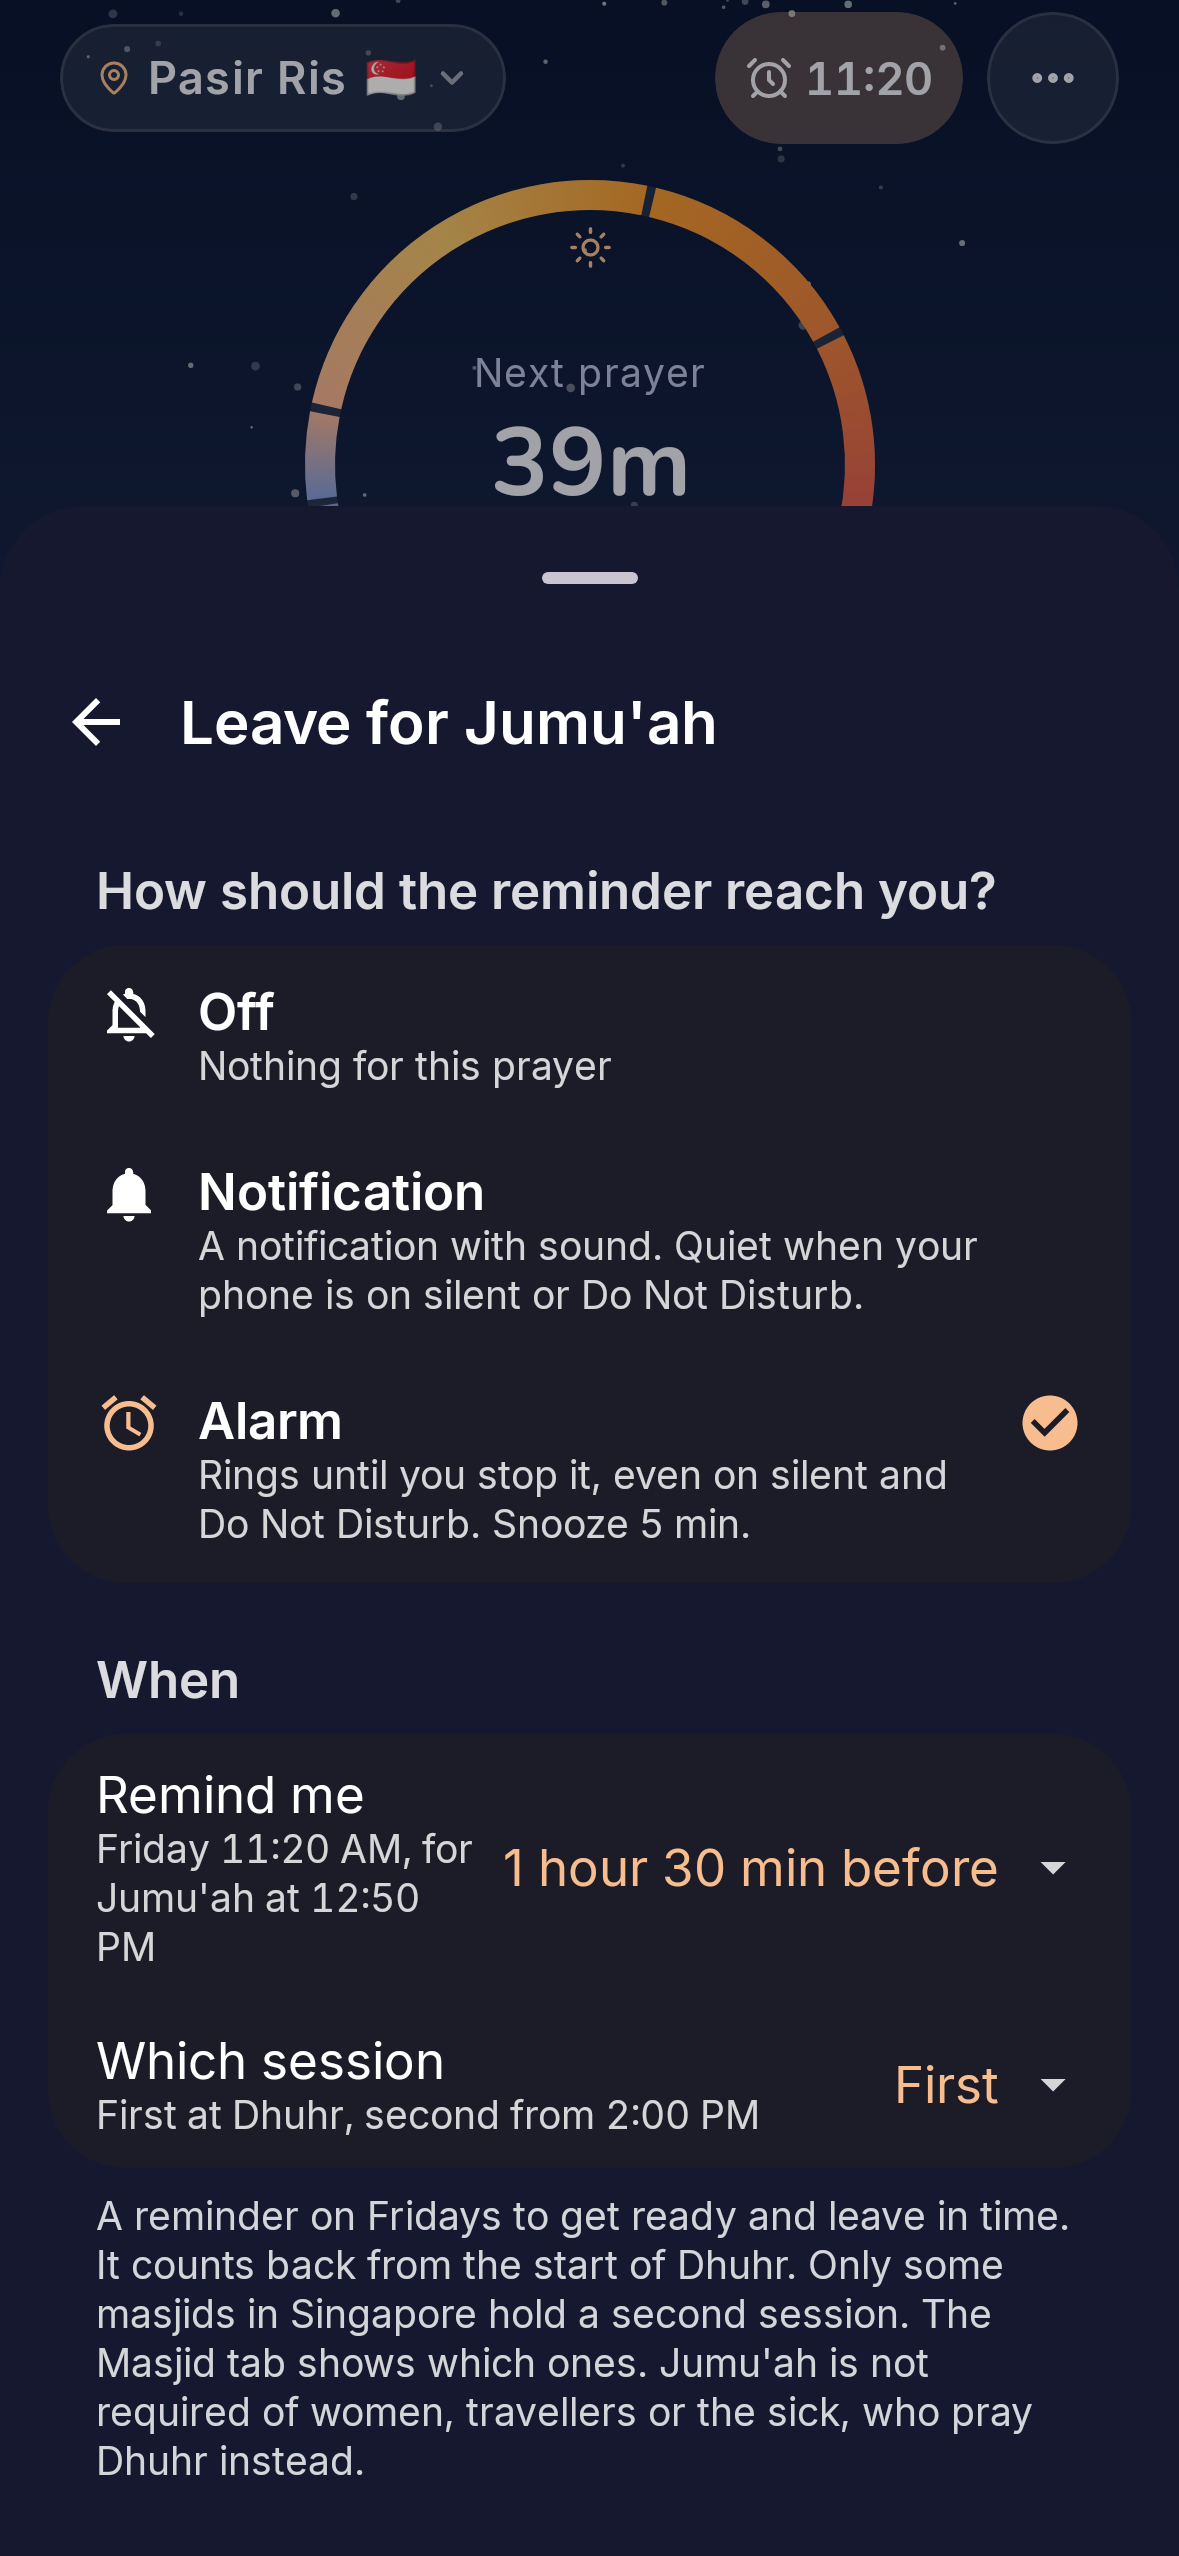 Pasir Ris 🇸🇬
11:20
Next prayer
39m
Leave for Jumu'ah
How should the reminder reach you?
Off
Nothing for this prayer
Notification
A notification with sound. Quiet when your
phone is on silent or Do Not Disturb.
Alarm
Rings until you stop it, even on silent and
Do Not Disturb. Snooze 5 min.
When
Remind me
Friday 11:20 AM, for
Jumu'ah at 12:50
PM
1 hour 30 min before
Which session
First at Dhuhr, second from 2:00 PM
First
A reminder on Fridays to get ready and leave in time.
It counts back from the start of Dhuhr. Only some
masjids in Singapore hold a second session. The
Masjid tab shows which ones. Jumu'ah is not
required of women, travellers or the sick, who pray
Dhuhr instead.